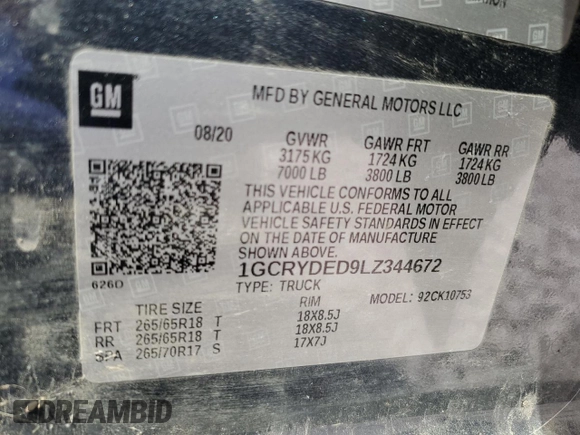 GM
MFD BY GENERAL MOTORS LLC
08/20 GVWR GAWR FRT GAWR RR
3175 KG 1724 KG 1724 KG
7000 LB 3800 LB 3800 LB
THIS VEHICLE CONFORMS TO ALL
APPLICABLE U.S. FEDERAL MOTOR
VEHICLE SAFETY STANDARDS IN EFFECT
ON THE DATE OF MANUFACTURE
SHOWN ABOVE.
1GCRYDED9LZ344672
626D
TYPE: TRUCK MODEL: 92CK10753
TIRE SIZE RIM
FRT 265/65R18 T 18X8.5J
RR 265/65R18 T 18X8.5J
SPA 265/70R17 S 17X7J
DREAMBID